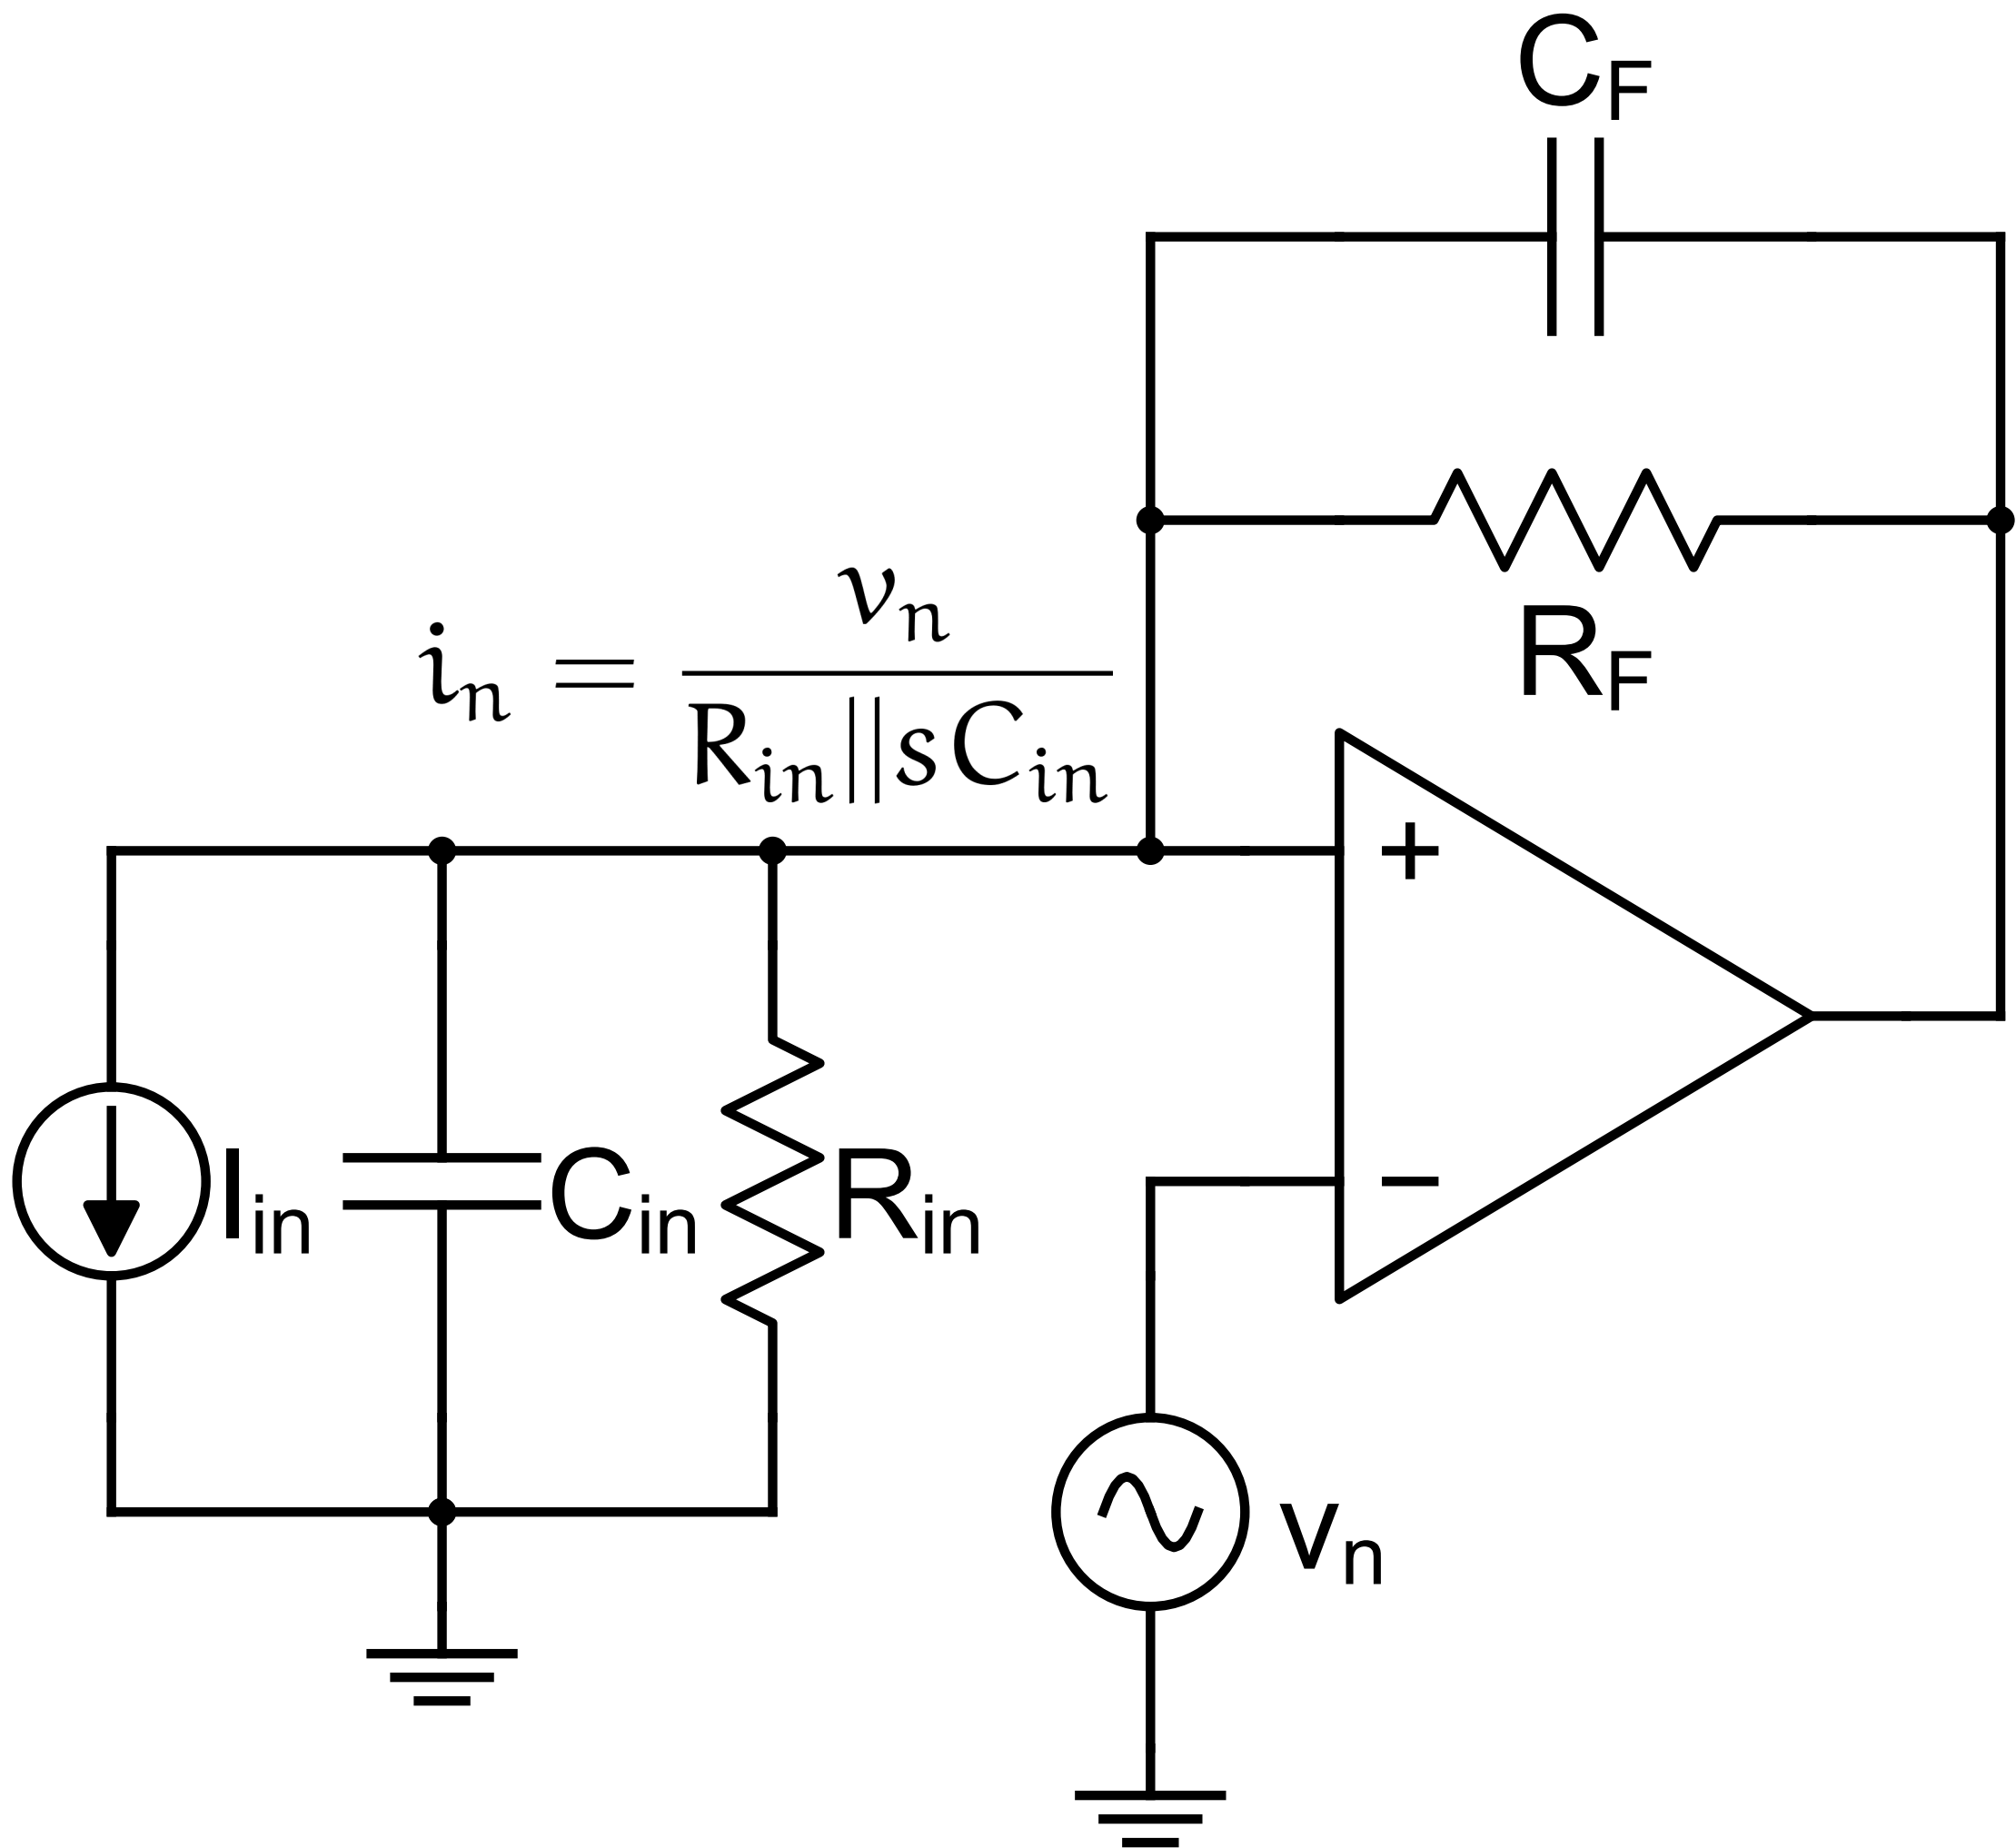 C_F
R_F
i_n = v_n / R_in||sC_in
+
I_in
C_in
R_in
−
v_n